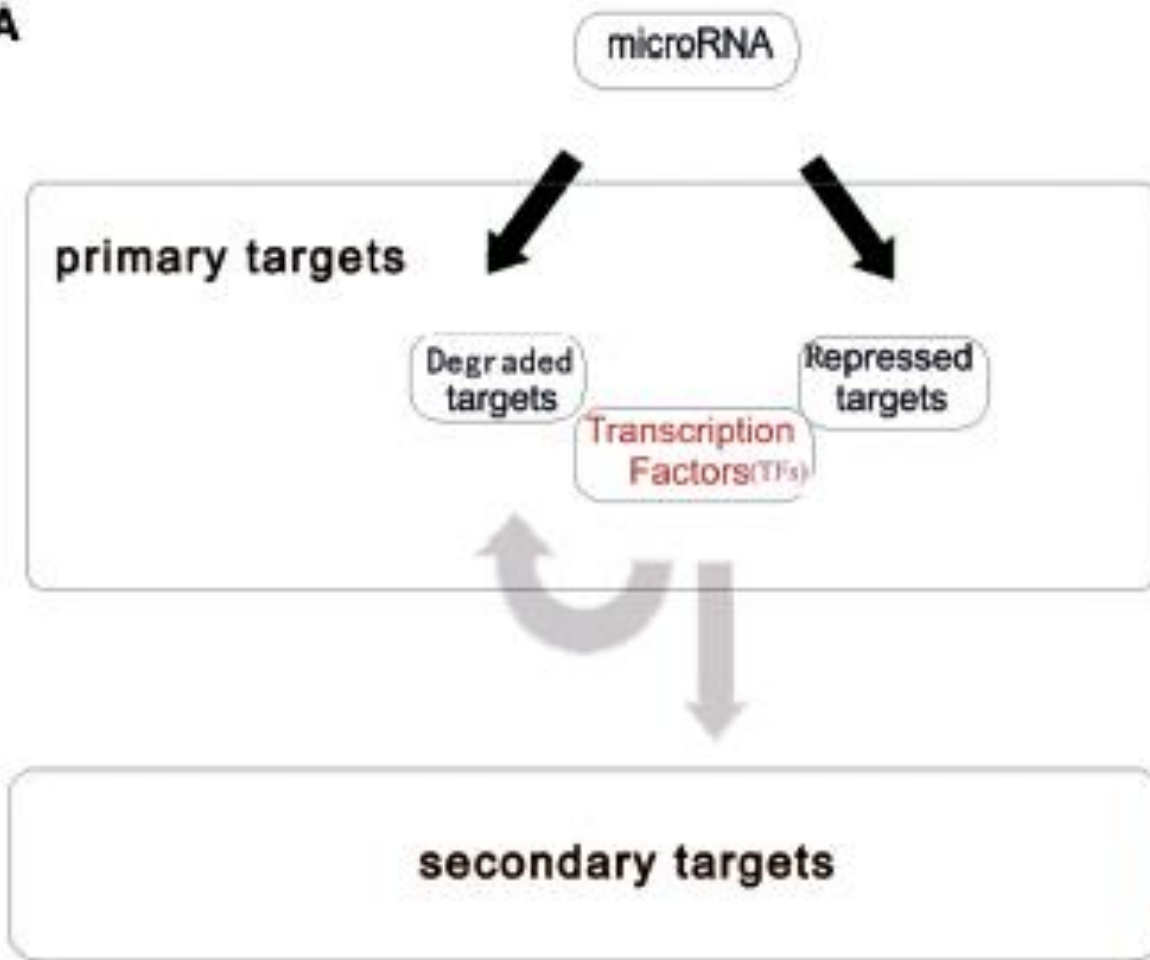 A
microRNA
primary targets
Degraded
targets
Repressed
targets
Transcription
Factors(TFs)
secondary targets